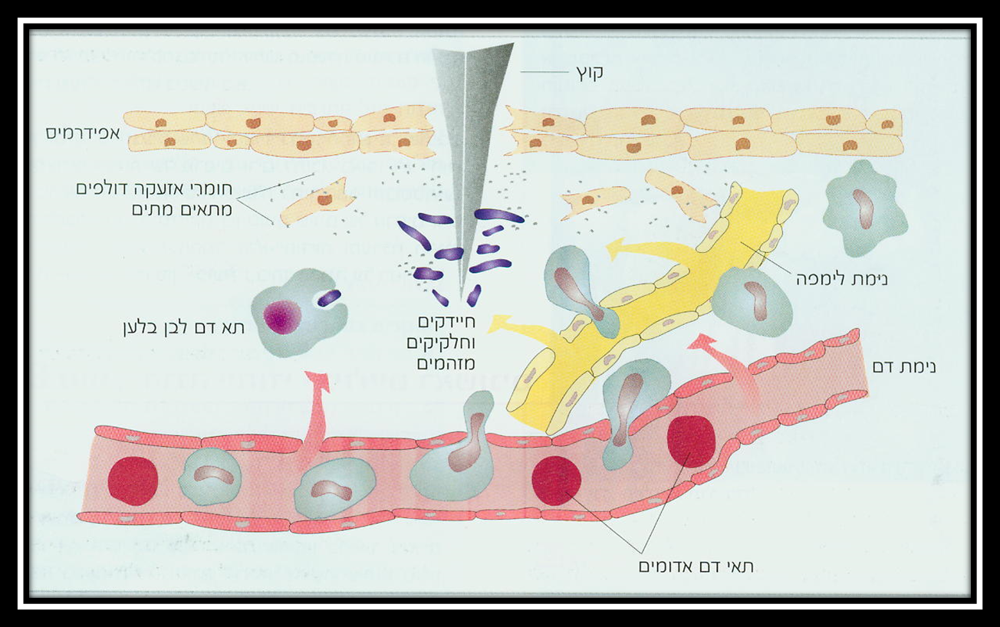 קוץ
אפידרמיס
חומרי אזעקה דולפים
מתאים מתים
נימת לימפה
תא דם לבן בלען
חיידקים
וחלקיקים
מזהמים
נימת דם
תאי דם אדומים